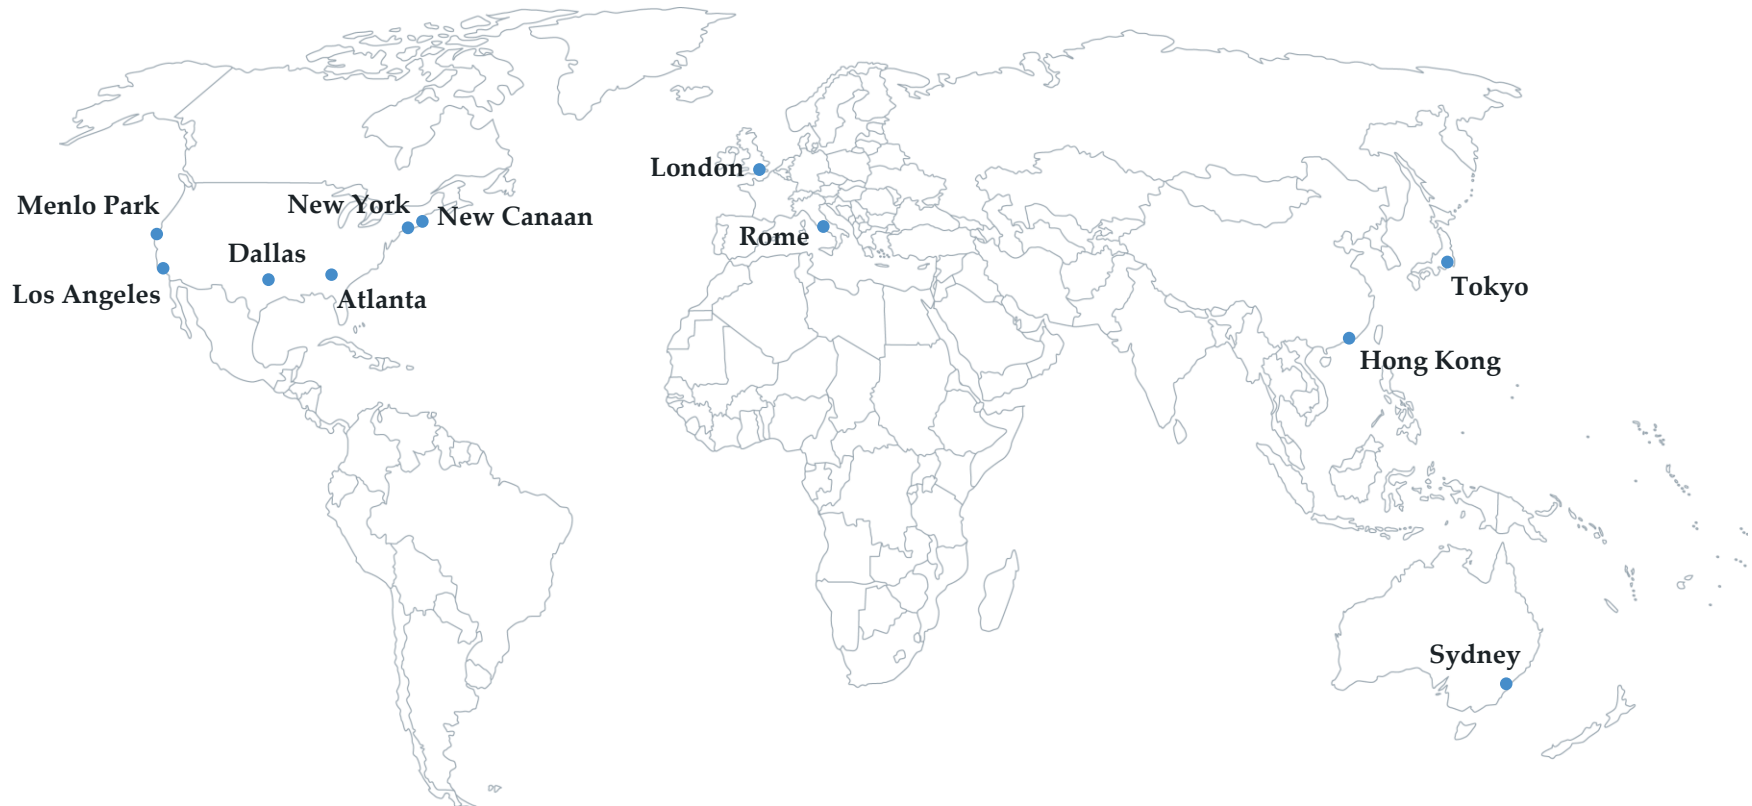 London
Menlo Park
New York
New Canaan
Rome
Dallas
Tokyo
Los Angeles
Atlanta
Hong Kong
Sydney